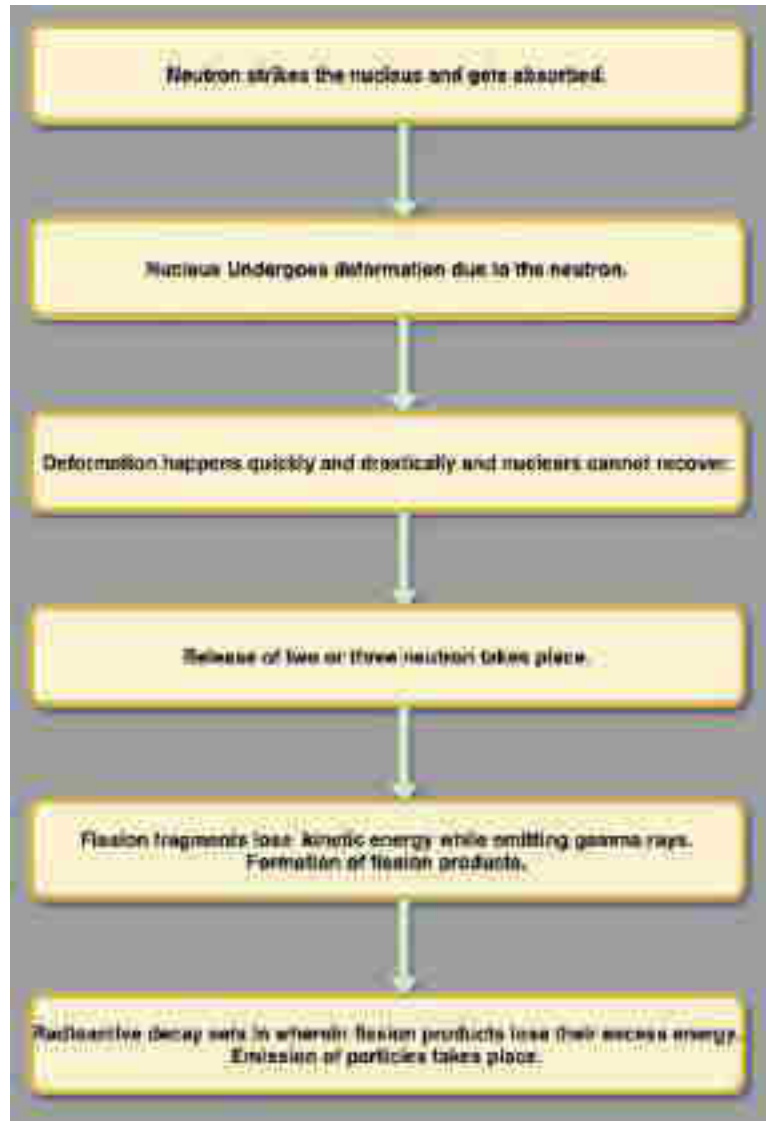 Neutron strikes the nucleus and gets absorbed.
Nucleus Undergoes deformation due to the neutron.
Deformation happens quickly and drastically and nuclears cannot recover.
Release of two or three neutron takes place.
Fission fragments lose kinetic energy while emitting gamma rays.
Formation of fission products.
Radioactive decay sets in wherein fission products lose their excess energy.
Emission of particles takes place.